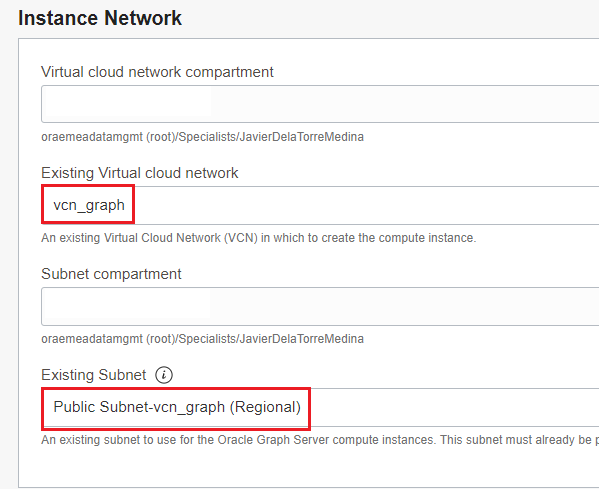 Instance Network
Virtual cloud network compartment
oraemeadatamgmt (root)/Specialists/JavierDelaTorreMedina
Existing Virtual cloud network
vcn_graph
An existing Virtual Cloud Network (VCN) in which to create the compute instance.
Subnet compartment
oraemeadatamgmt (root)/Specialists/JavierDelaTorreMedina
Existing Subnet
Public Subnet-vcn_graph (Regional)
An existing subnet to use for the Oracle Graph Server compute instances. This subnet must already be